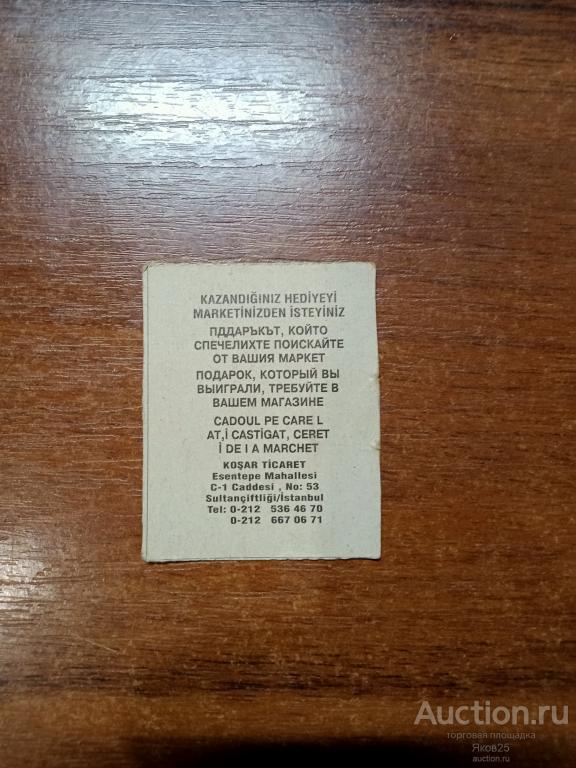 KAZANDIĞINIZ HEDİYEYİ
MARKETİNİZDEN İSTEYİNİZ
ПДДАРЪКЪТ, КОЙТО
СПЕЧЕЛИХТЕ ПОИСКАЙТЕ
ОТ ВАШИЯ МАРКЕТ
ПОДАРОК, КОТОРЫЙ ВЫ
ВЫИГРАЛИ, ТРЕБУЙТЕ В
ВАШЕМ МАГАЗИНЕ
CADOUL PE CARE L
AT,İ CASTİGAT, CERET
İ DE I A MARCHET
KOŞAR TİCARET
Esentepe Mahallesi
C-1 Caddesi , No: 53
Sultançiftliği/İstanbul
Tel: 0-212 536 46 70
0-212 667 06 71
Auction.ru
торговая площадка
Яков25
auction.ru